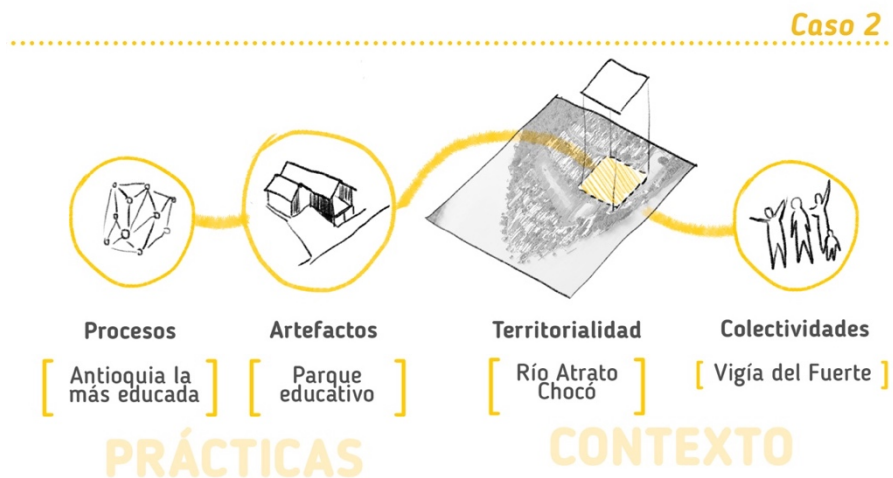 Caso 2
Procesos
Artefactos
Territorialidad
Colectividades
[ Antioquia la
más educada ]
[ Parque
educativo ]
[ Río Atrato
Chocó ]
[ Vigía del Fuerte ]
PRÁCTICAS
CONTEXTO